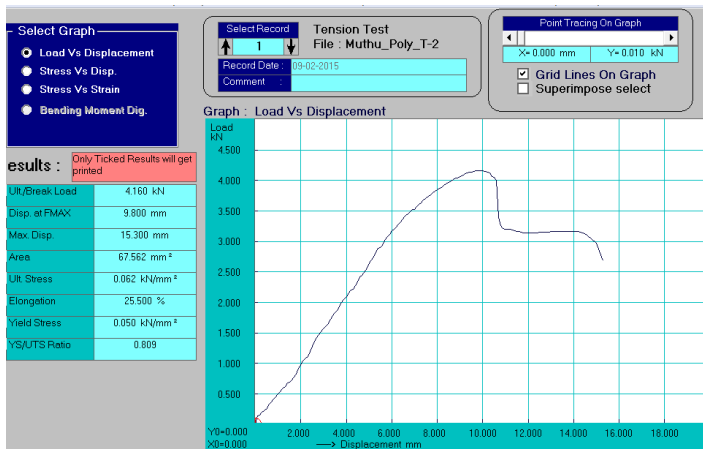 Select Graph
Load Vs Displacement
Stress Vs Disp.
Stress Vs Strain
Bending Moment Dig.
Select Record
1
Tension Test
File : Muthu_Poly_T-2
Record Date : 09-02-2015
Comment :
Point Tracing On Graph
X= 0.000 mm Y= 0.010 kN
Grid Lines On Graph
Superimpose select
esults :
Only Ticked Results will get
printed
Ult/Break Load 4.160 kN
Disp. at FMAX 9.800 mm
Max. Disp. 15.300 mm
Area 67.562 mm²
Ult. Stress 0.062 kN/mm²
Elongation 25.500 %
Yield Stress 0.050 kN/mm²
YS/UTS Ratio 0.809
Graph : Load Vs Displacement
Load
kN
4.500
4.000
3.500
3.000
2.500
2.000
1.500
1.000
0.500
Y0=0.000
X0=0.000
2.000 4.000 6.000 8.000 10.000 12.000 14.000 16.000 18.000
Displacement mm